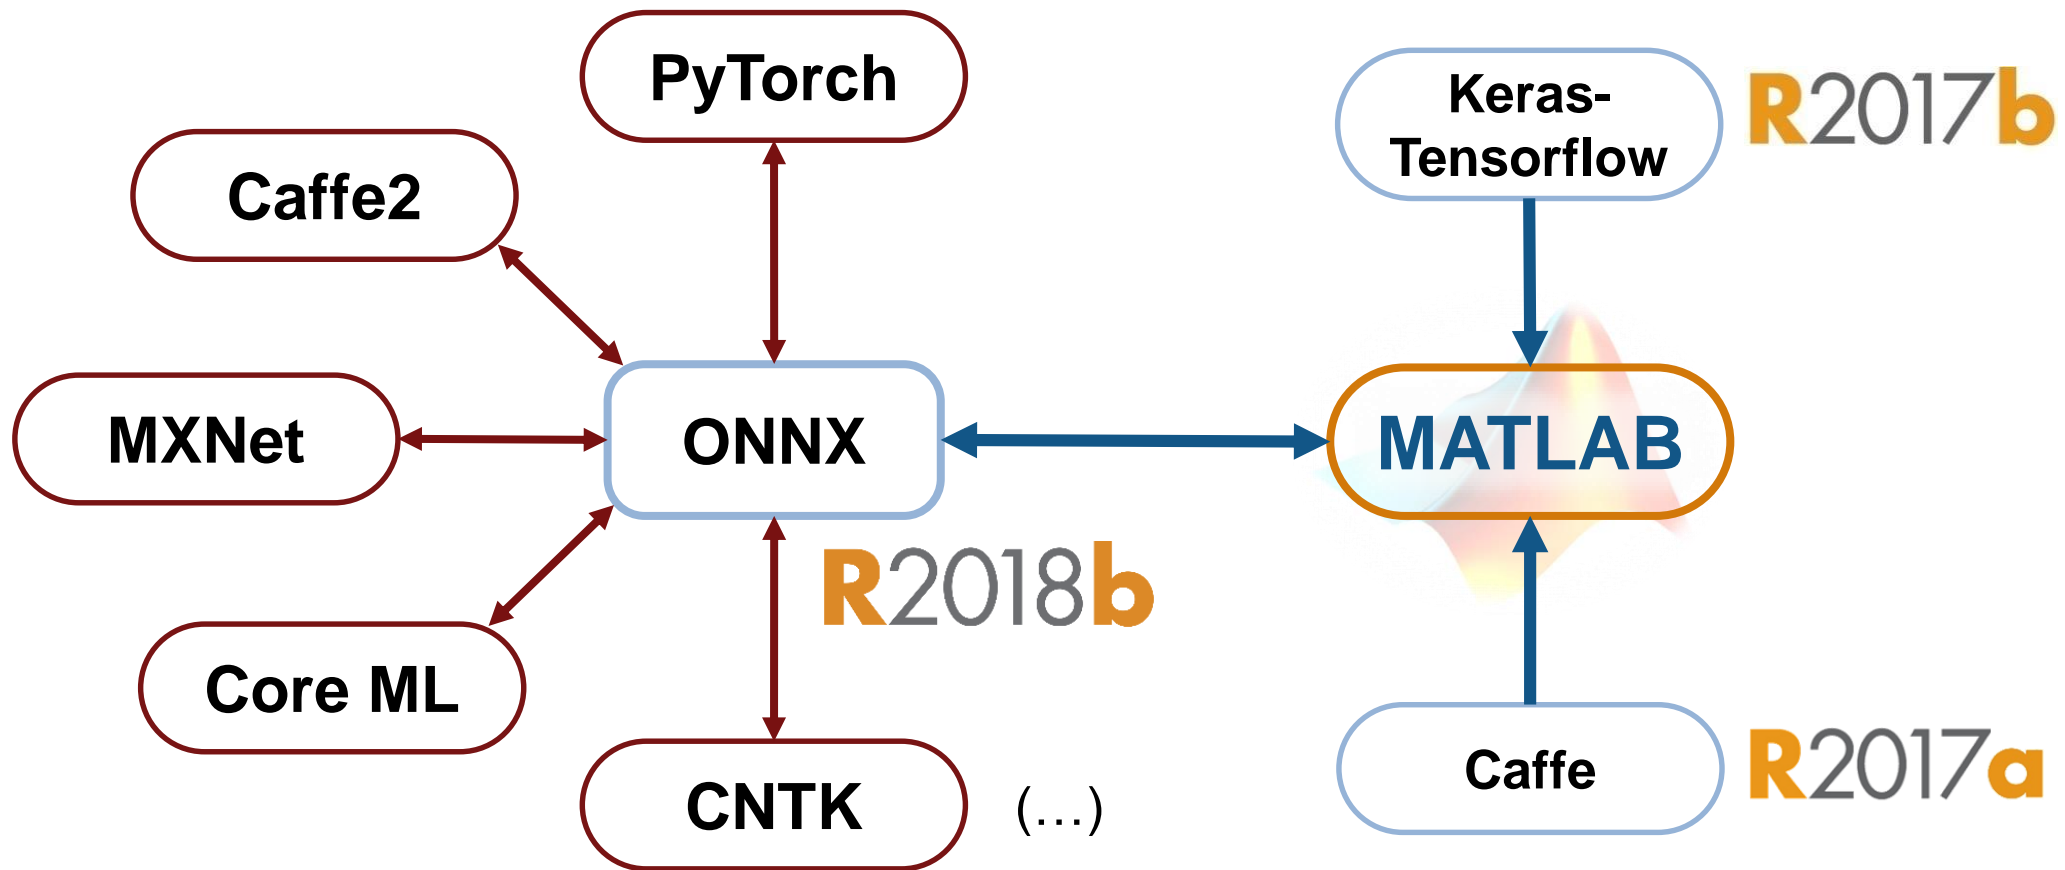 PyTorch
Keras-
Tensorflow
R2017b
Caffe2
MXNet
ONNX
MATLAB
R2018b
Core ML
CNTK
(...)
Caffe
R2017a